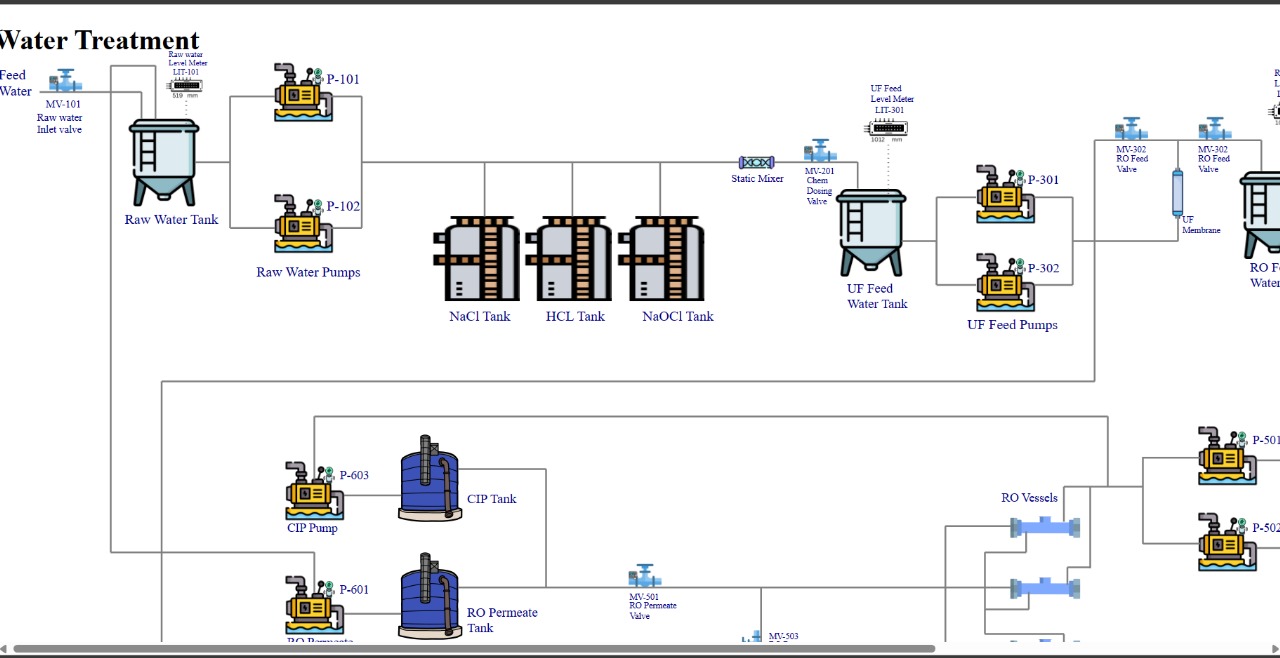 Water Treatment
Feed
Water
MV-101
Raw water
Inlet valve
Raw water
Level Meter
LIT-101
519 mm
Raw Water Tank
P-101
P-102
Raw Water Pumps
NaCl Tank
HCL Tank
NaOCl Tank
Static Mixer
MV-201
Chem
Dosing
Valve
UF Feed
Level Meter
LIT-301
1012 mm
UF Feed
Water Tank
P-301
P-302
UF Feed Pumps
MV-302
RO Feed
Valve
MV-302
RO Feed
Valve
UF
Membrane
RO F
Water
P-603
CIP Pump
CIP Tank
P-601
RO Permeate
RO Permeate
Tank
MV-501
RO Permeate
Valve
MV-503
RO Vessels
P-501
P-502